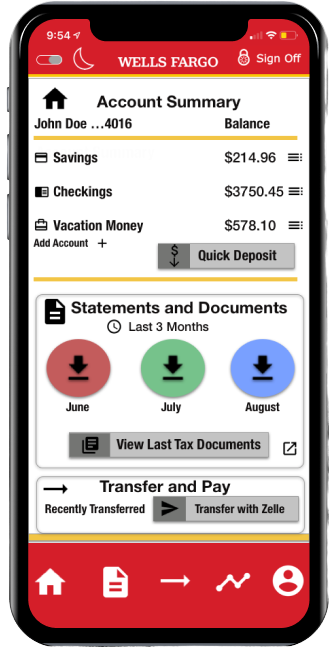 9:54
WELLS FARGO
Sign Off
Account Summary
John Doe ...4016 Balance
Savings $214.96
Checkings $3750.45
Vacation Money $578.10
Add Account +
Quick Deposit
Statements and Documents
Last 3 Months
June July August
View Last Tax Documents
Transfer and Pay
Recently Transferred Transfer with Zelle